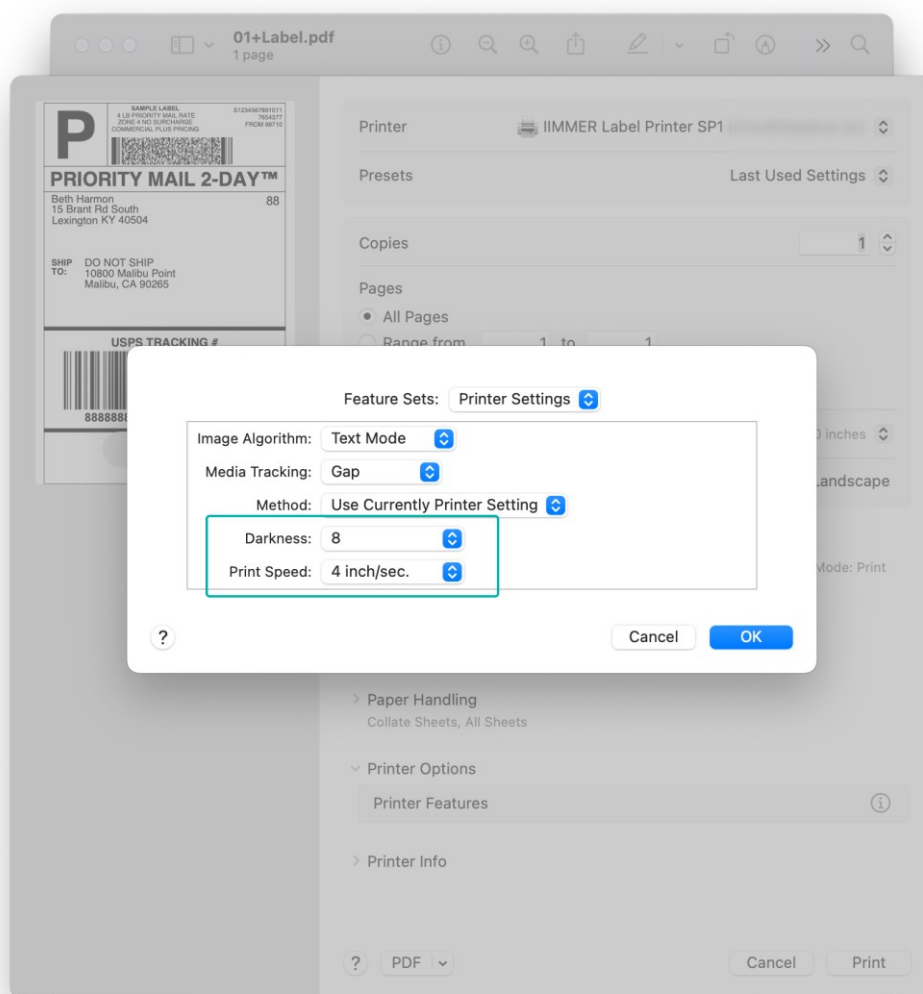 01+Label.pdf
1 page
P
SAMPLE LABEL
4 LB PRIORITY MAIL RATE
ZONE 4 NO SURCHARGE
COMMERCIAL PLUS PRICING
S1234567891011
7654377
FROM 98710
PRIORITY MAIL 2-DAY™
Beth Harmon
15 Brant Rd South
Lexington KY 40504
88
SHIP TO:
DO NOT SHIP
10800 Malibu Point
Malibu, CA 90265
USPS TRACKING #
8888888
Printer IIMMER Label Printer SP1
Presets Last Used Settings
Copies 1
Pages
All Pages
Range from 1 to 1
inches
Landscape
Mode: Print
Feature Sets: Printer Settings
Image Algorithm: Text Mode
Media Tracking: Gap
Method: Use Currently Printer Setting
Darkness: 8
Print Speed: 4 inch/sec.
? Cancel OK
Paper Handling
Collate Sheets, All Sheets
Printer Options
Printer Features
Printer Info
? PDF Cancel Print